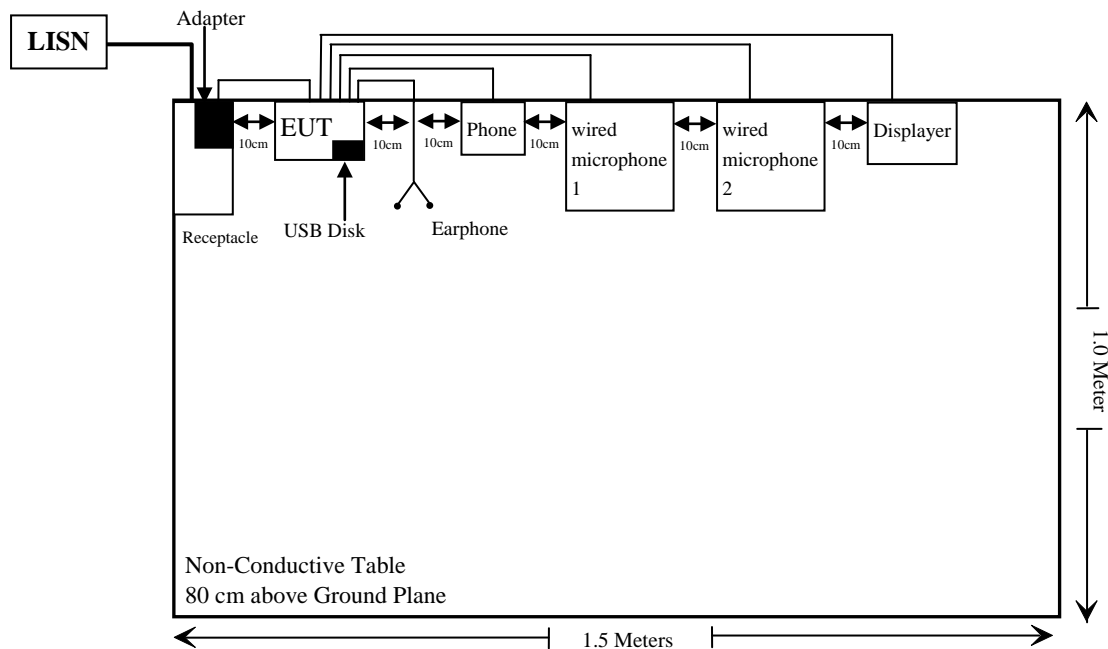 Adapter
LISN
EUT
Phone
wired
microphone
1
wired
microphone
2
Displayer
10cm
10cm
10cm
10cm
10cm
10cm
Receptacle
USB Disk
Earphone
1.0 Meter
Non-Conductive Table
80 cm above Ground Plane
1.5 Meters